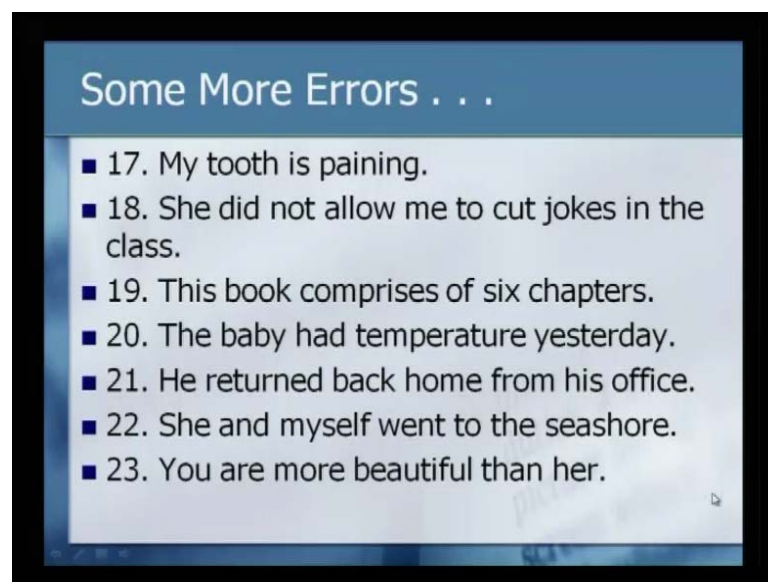 Some More Errors . . .
■ 17. My tooth is paining.
■ 18. She did not allow me to cut jokes in the
class.
■ 19. This book comprises of six chapters.
■ 20. The baby had temperature yesterday.
■ 21. He returned back home from his office.
■ 22. She and myself went to the seashore.
■ 23. You are more beautiful than her.